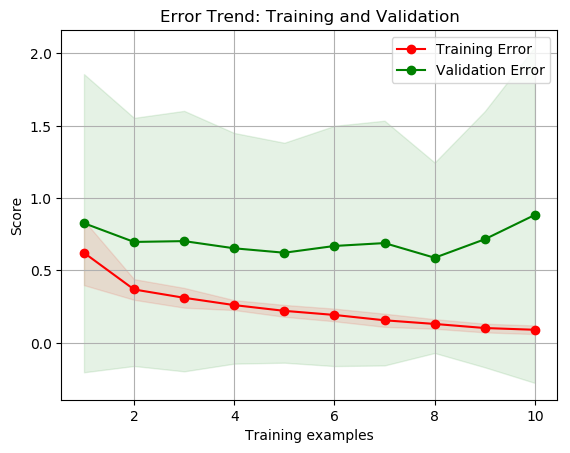 Error Trend: Training and Validation
Training Error
Validation Error
Score
2.0
1.5
1.0
0.5
0.0
2
4
6
8
10
Training examples